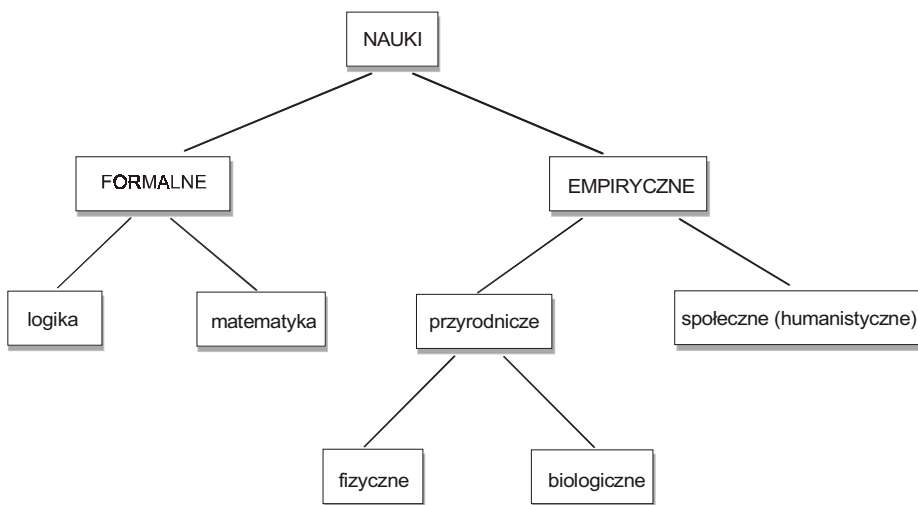 NAUKI
FORMALNE
EMPIRYCZNE
logika
matematyka
przyrodnicze
społeczne (humanistyczne)
fizyczne
biologiczne